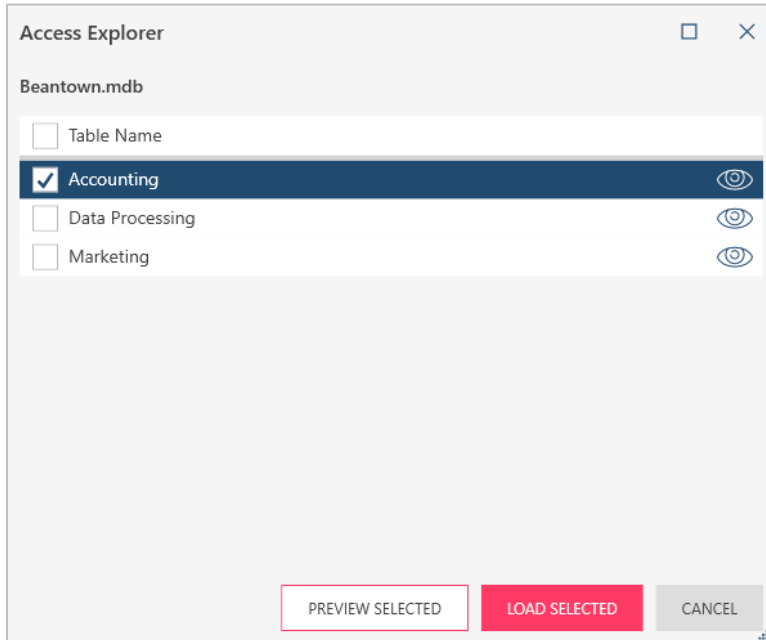 Access Explorer
Beantown.mdb
Table Name
Accounting
Data Processing
Marketing
PREVIEW SELECTED LOAD SELECTED CANCEL